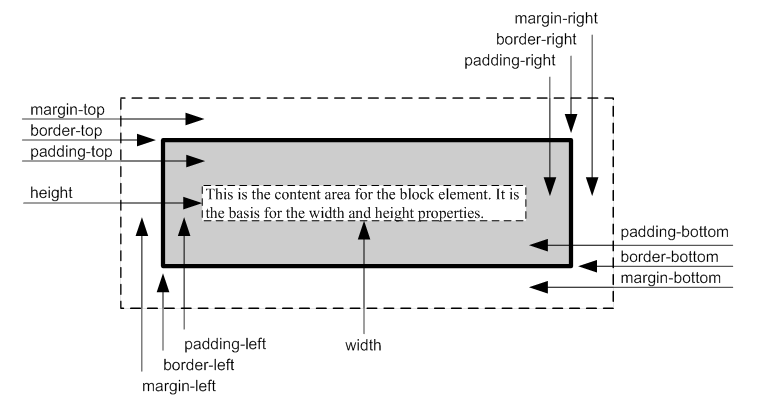 margin-right
border-right
padding-right
margin-top
border-top
padding-top
height
This is the content area for the block element. It is
the basis for the width and height properties.
padding-bottom
border-bottom
margin-bottom
padding-left
width
border-left
margin-left